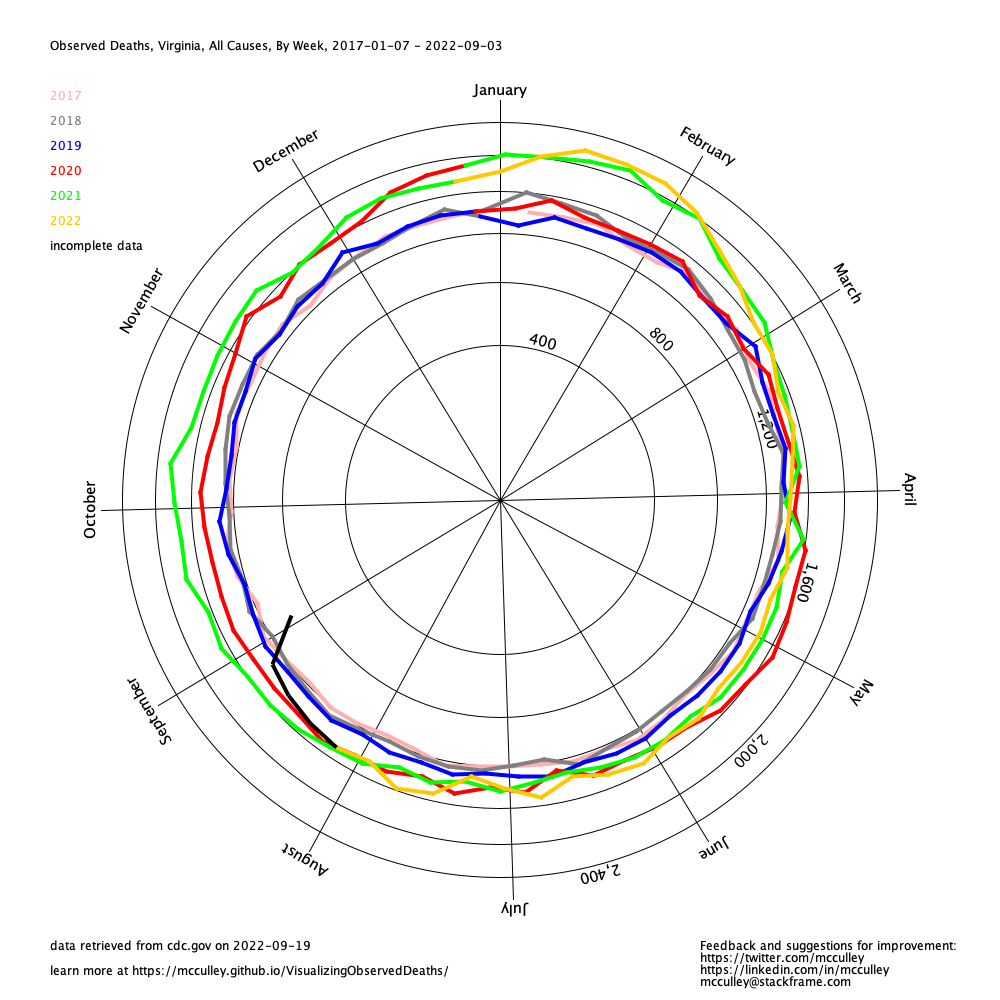 Observed Deaths, Virginia, All Causes, By Week, 2017-01-07 - 2022-09-03
2017
2018
2019
2020
2021
2022
incomplete data
January
February
March
April
May
June
July
August
September
October
November
December
400
800
1,200
1,600
2,000
2,400
data retrieved from cdc.gov on 2022-09-19
learn more at https://mcculley.github.io/VisualizingObservedDeaths/
Feedback and suggestions for improvement:
https://twitter.com/mcculley
https://linkedin.com/in/mcculley
mcculley@stackframe.com